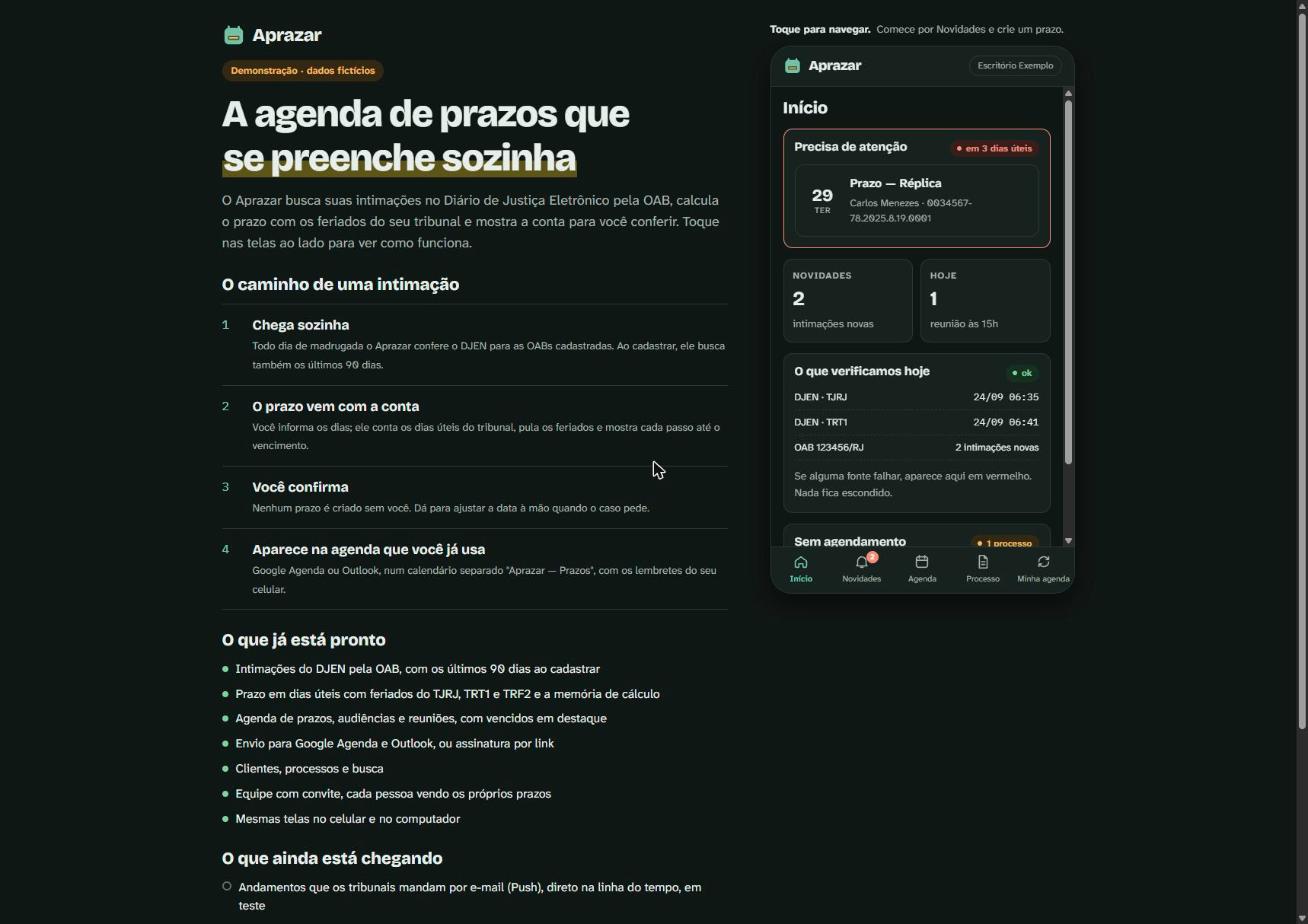 Aprazar
Demonstração · dados fictícios
A agenda de prazos que
se preenche sozinha
O Aprazar busca suas intimações no Diário de Justiça Eletrônico pela OAB, calcula
o prazo com os feriados do seu tribunal e mostra a conta para você conferir. Toque
nas telas ao lado para ver como funciona.
O caminho de uma intimação
1 Chega sozinha
Todo dia de madrugada o Aprazar confere o DJEN para as OABs cadastradas. Ao cadastrar, ele busca
também os últimos 90 dias.
2 O prazo vem com a conta
Você informa os dias; ele conta os dias úteis do tribunal, pula os feriados e mostra cada passo até o
vencimento.
3 Você confirma
Nenhum prazo é criado sem você. Dá para ajustar a data à mão quando o caso pede.
4 Aparece na agenda que você já usa
Google Agenda ou Outlook, num calendário separado "Aprazar — Prazos", com os lembretes do seu
celular.
O que já está pronto
Intimações do DJEN pela OAB, com os últimos 90 dias ao cadastrar
Prazo em dias úteis com feriados do TJRJ, TRT1 e TRF2 e a memória de cálculo
Agenda de prazos, audiências e reuniões, com vencidos em destaque
Envio para Google Agenda e Outlook, ou assinatura por link
Clientes, processos e busca
Equipe com convite, cada pessoa vendo os próprios prazos
Mesmas telas no celular e no computador
O que ainda está chegando
Andamentos que os tribunais mandam por e-mail (Push), direto na linha do tempo, em
teste
Toque para navegar. Comece por Novidades e crie um prazo.
Aprazar
Escritório Exemplo
Início
Precisa de atenção
em 3 dias úteis
29
TER
Prazo — Réplica
Carlos Menezes · 0034567-
78.2025.8.19.0001
NOVIDADES
2
intimações novas
HOJE
1
reunião às 15h
O que verificamos hoje
ok
DJEN · TJRJ 24/09 06:35
DJEN · TRT1 24/09 06:41
OAB 123456/RJ 2 intimações novas
Se alguma fonte falhar, aparece aqui em vermelho.
Nada fica escondido.
Sem agendamento
1 processo
2
Início
Novidades
Agenda
Processo
Minha agenda